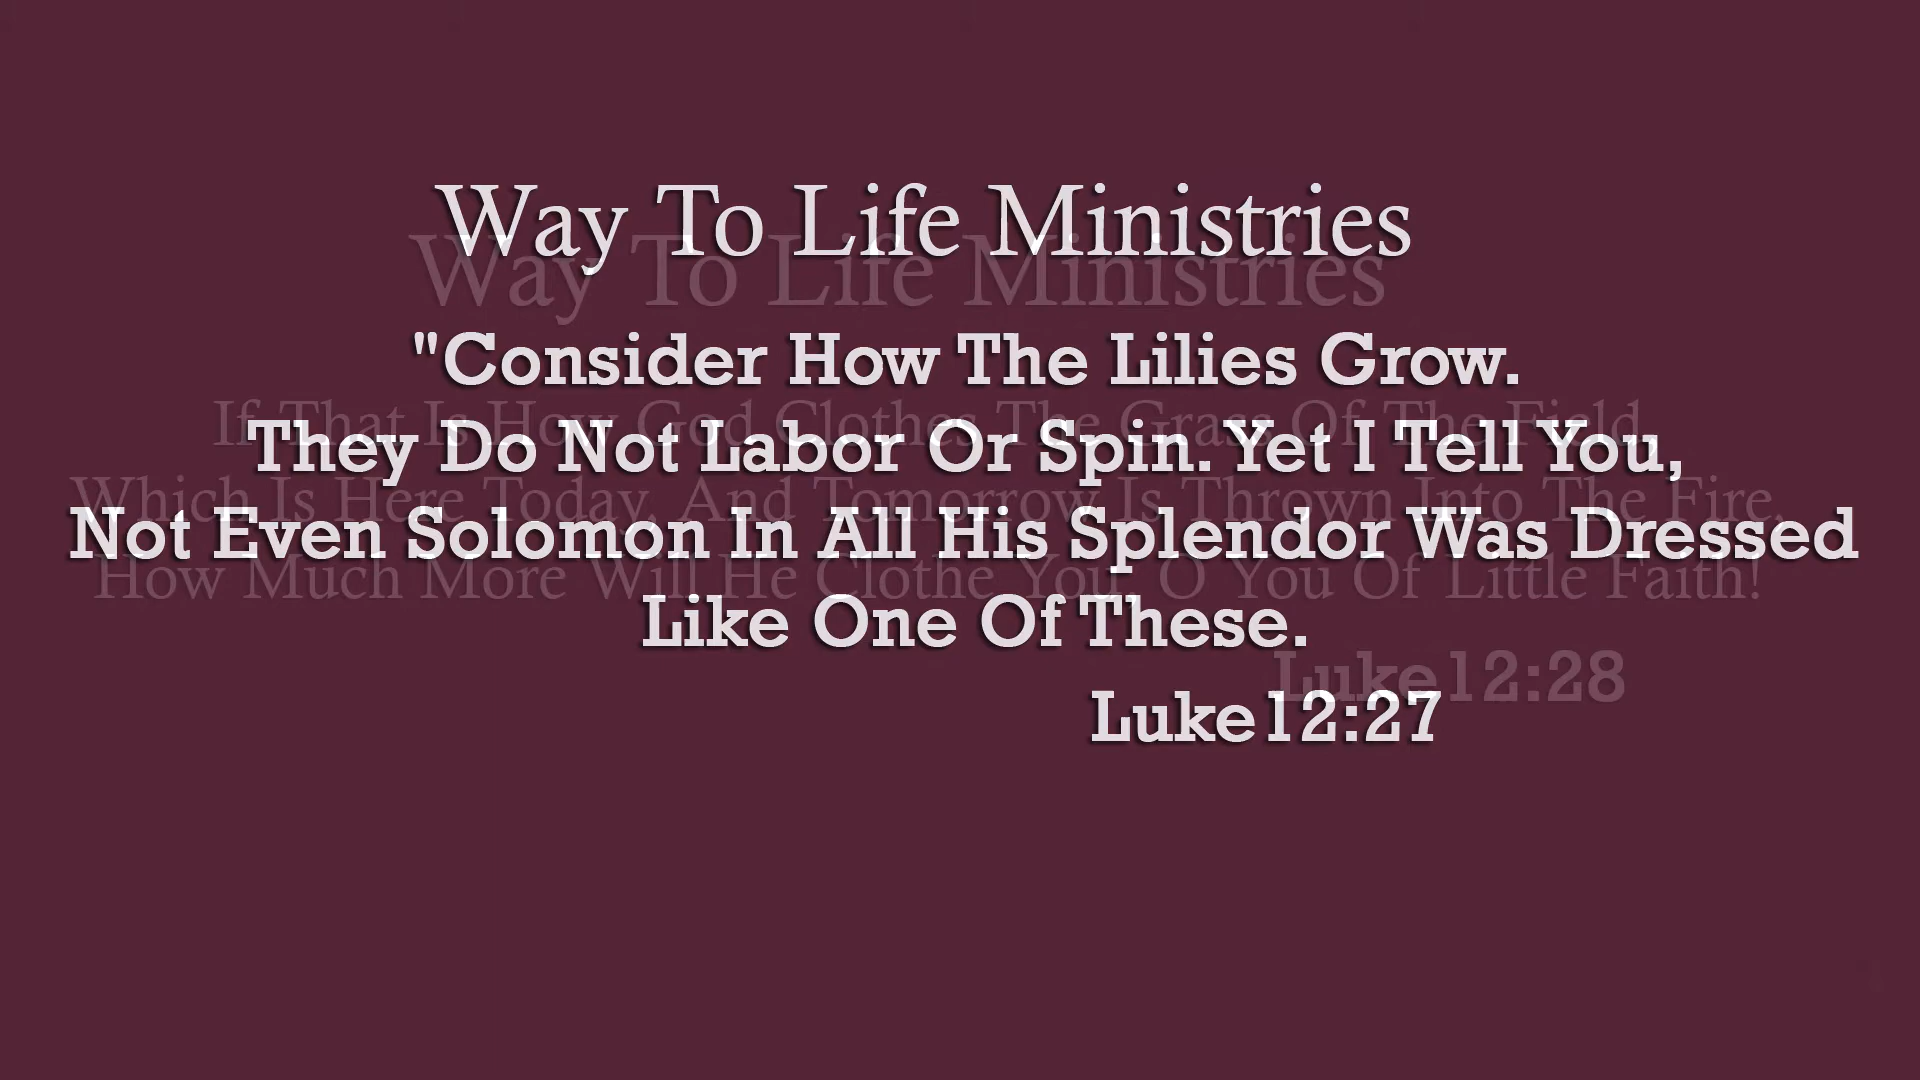 Way To Life Ministries
Way To Life Ministries
"Consider How The Lilies Grow.
If That Is How God Clothes The Grass Of The Field,
They Do Not Labor Or Spin. Yet I Tell You,
Which Is Here Today, And Tomorrow Is Thrown Into The Fire,
Not Even Solomon In All His Splendor Was Dressed
How Much More Will He Clothe You, O You Of Little Faith!
Like One Of These.
Luke12:28
Luke12:27